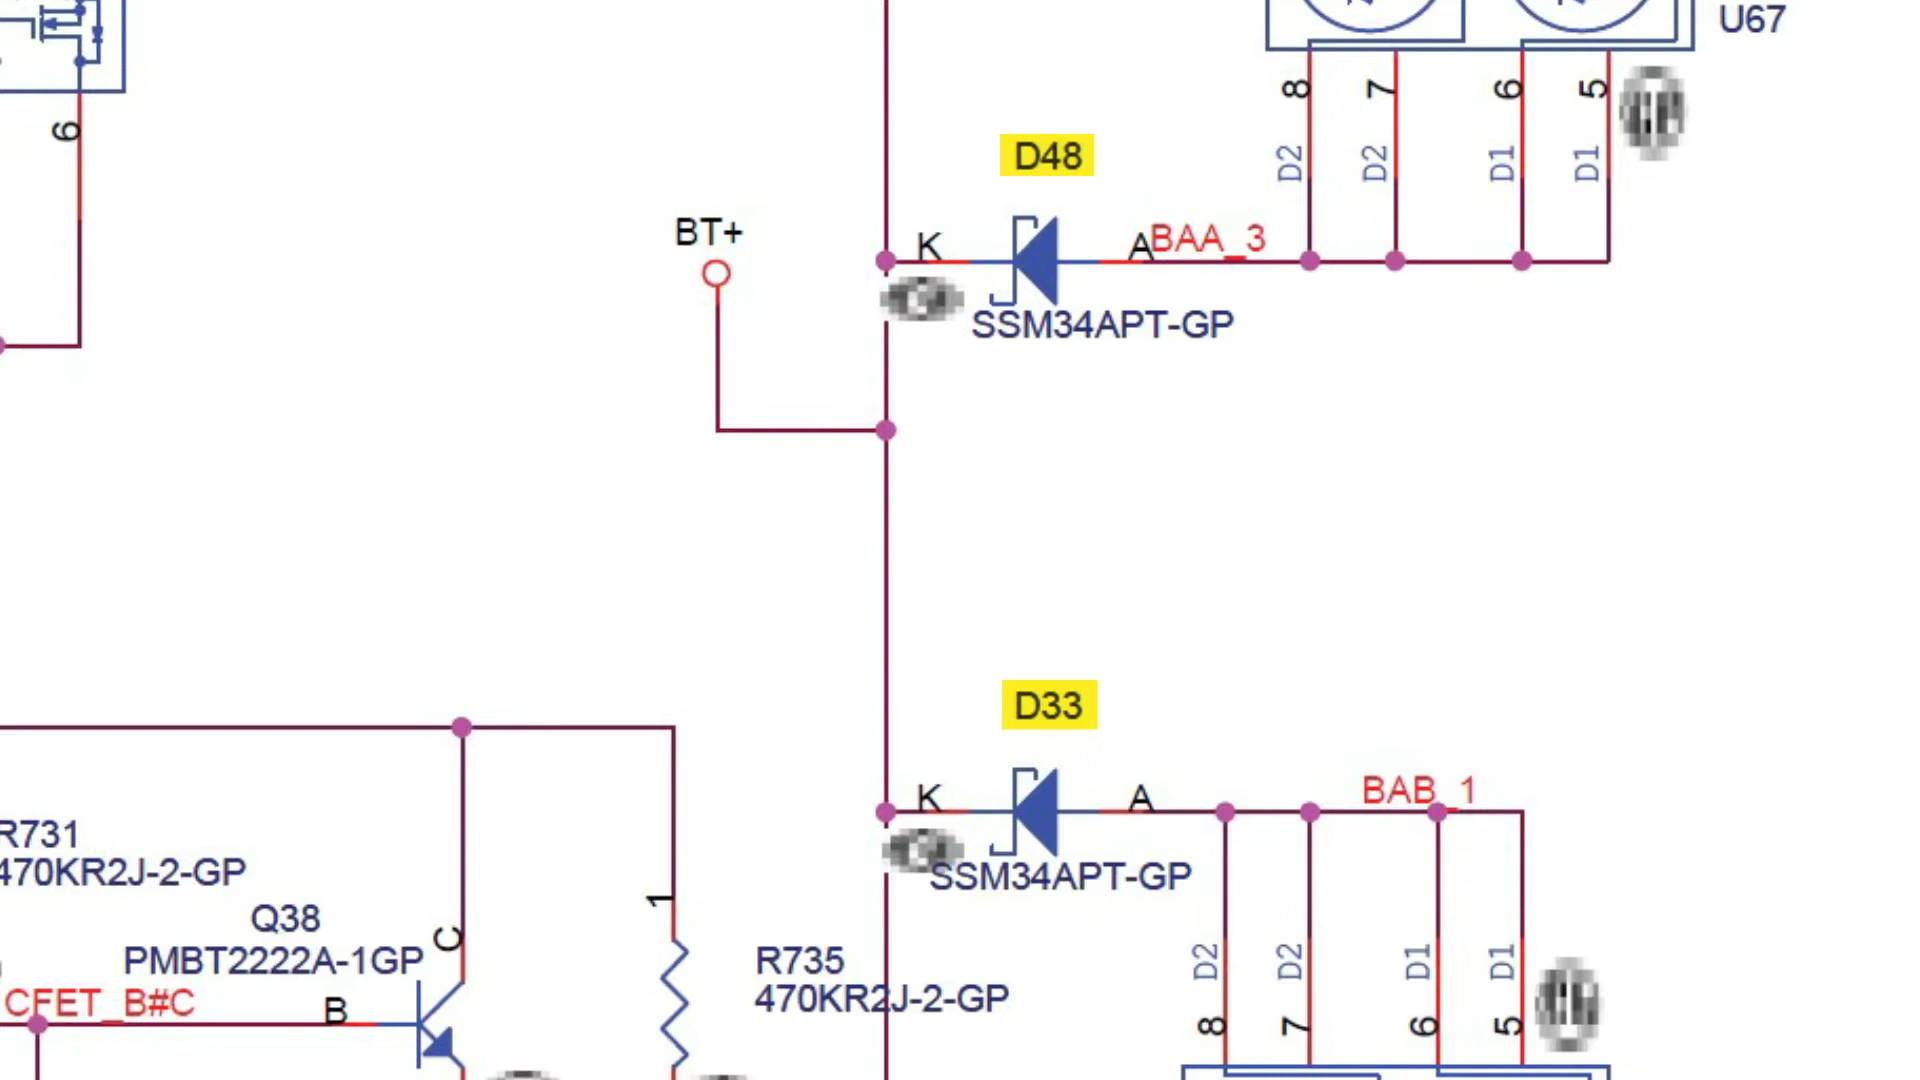 U67
8
7
6
5
6
D2
D2
D1
D1
D48
BT+
K
A
BAA_3
SSM34APT-GP
D33
K
A
BAB_1
SSM34APT-GP
R731
470KR2J-2-GP
Q38
PMBT2222A-1GP
C
1
R735
470KR2J-2-GP
CFET_B#C
B
D2
D2
D1
D1
8
7
6
5